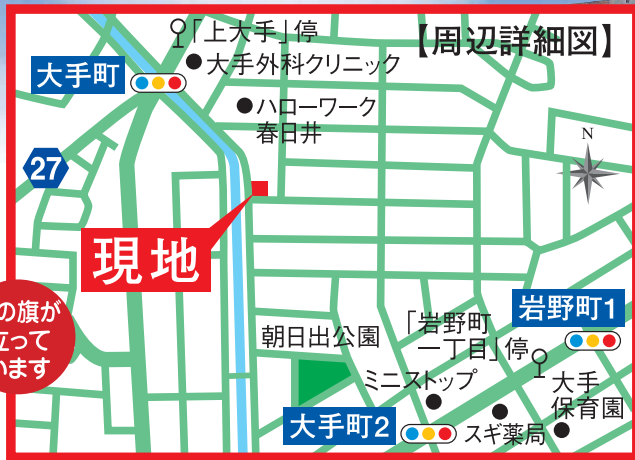 【周辺詳細図】
「上大手」停
大手外科クリニック
大手町
ハローワーク
春日井
N
27
現地
の旗が
立って
います
朝日出公園
「岩野町
一丁目」停
岩野町1
ミニストップ
大手
保育園
大手町2
スギ薬局